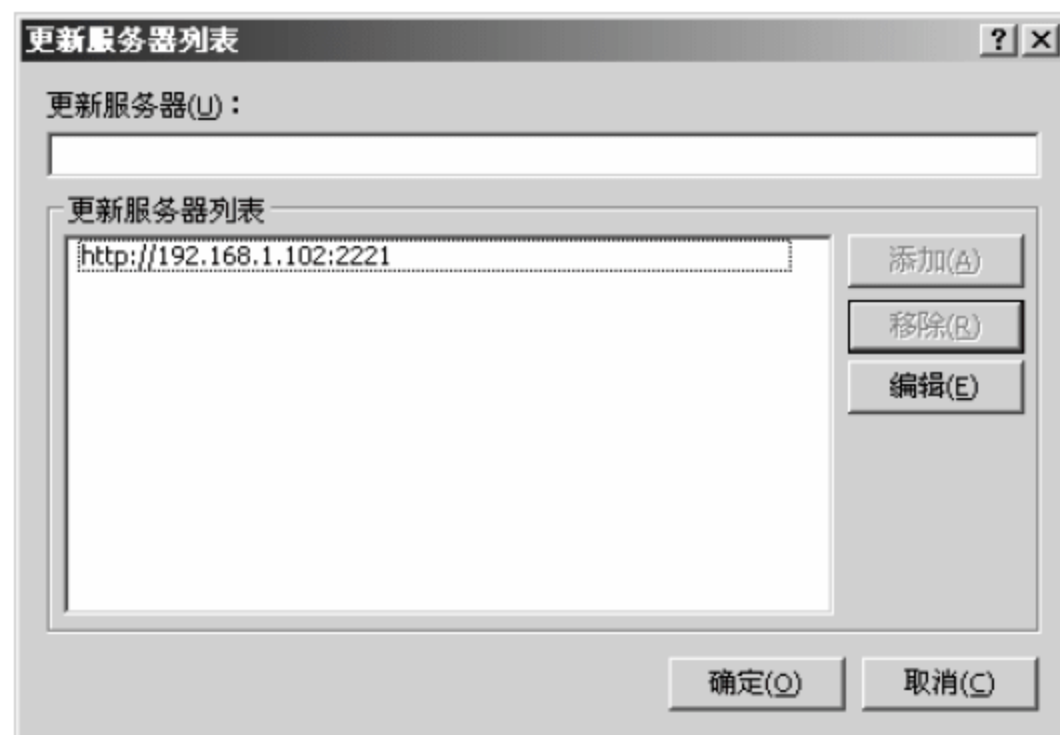 更新服务器列表
更新服务器(U)：
更新服务器列表
http://192.168.1.102:2221
添加(A)
移除(R)
编辑(E)
确定(O)
取消(C)